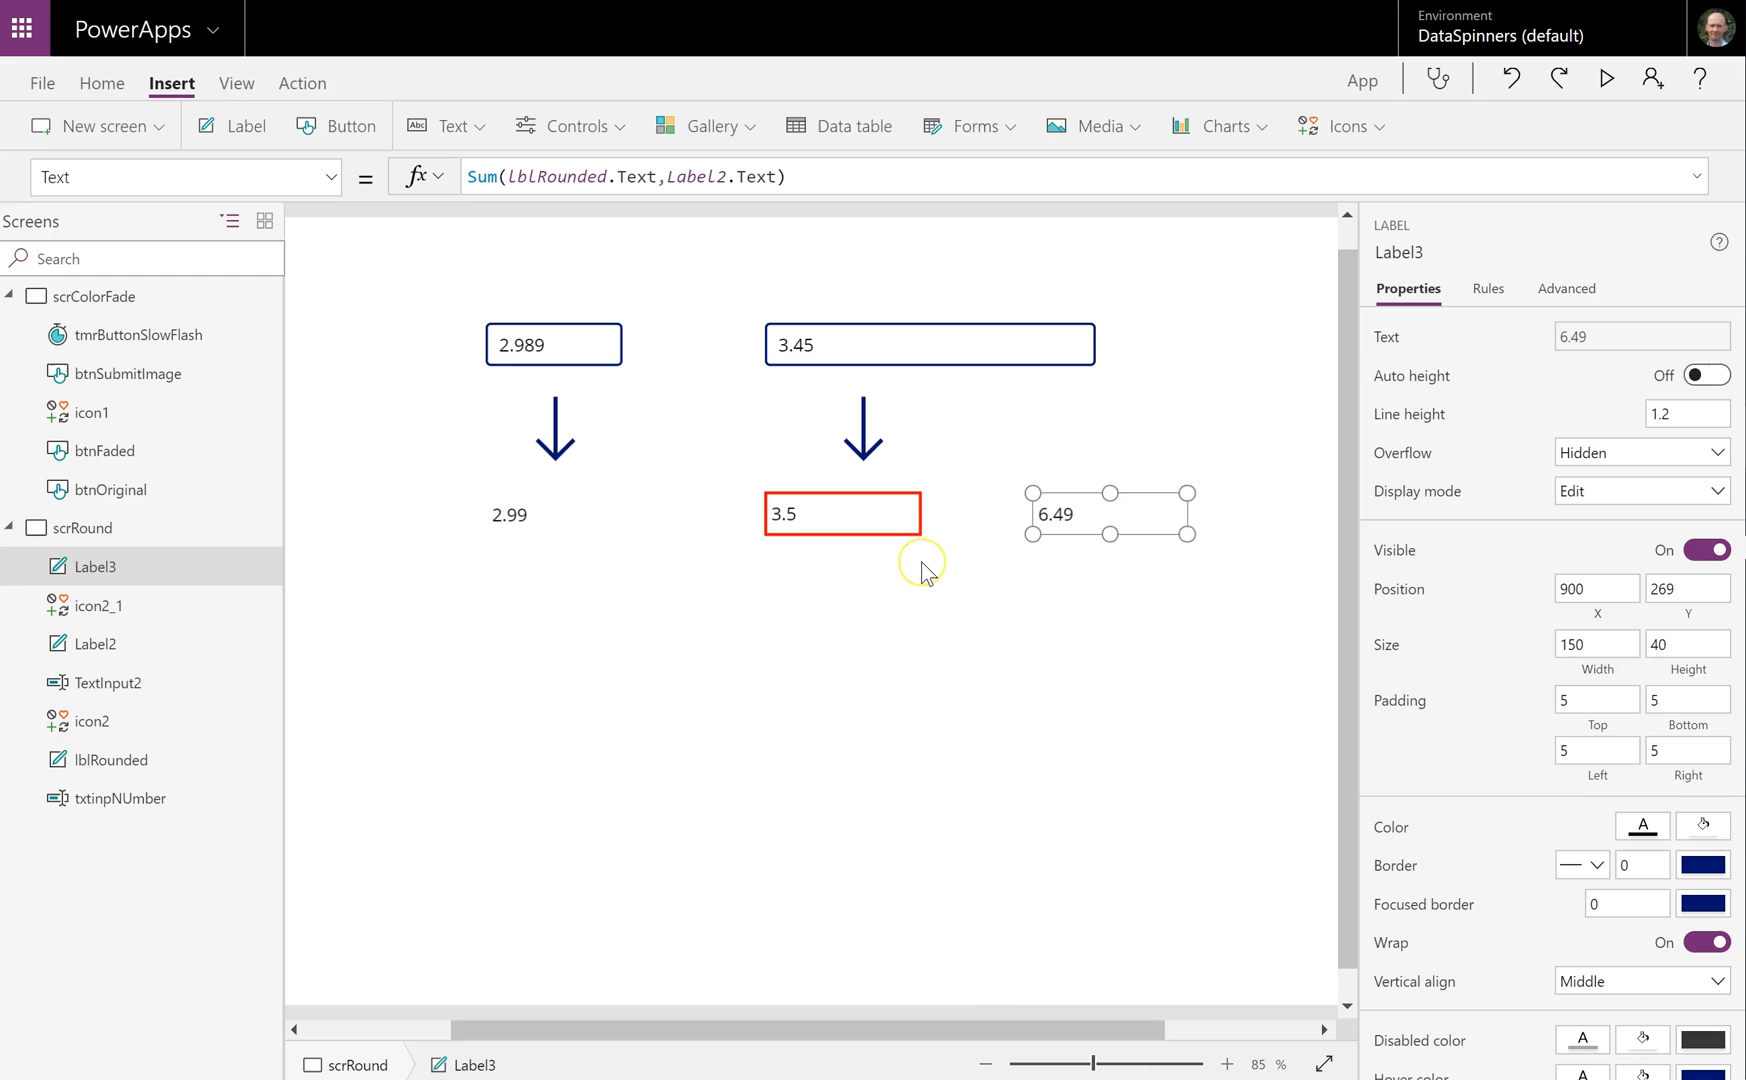 PowerApps
Environment
DataSpinners (default)
File Home Insert View Action App ?
New screen Label Button Abc Text Controls Gallery Data table Forms Media Charts Icons
Text = fx Sum(lblRounded.Text,Label2.Text)
Screens
Search
scrColorFade
tmrButtonSlowFlash
btnSubmitImage
icon1
btnFaded
btnOriginal
scrRound
Label3
icon2_1
Label2
TextInput2
icon2
lblRounded
txtinpNUmber
2.989 3.45
2.99 3.5 6.49
LABEL
Label3 ?
Properties Rules Advanced
Text 6.49
Auto height Off
Line height 1.2
Overflow Hidden
Display mode Edit
Visible On
Position 900 269
X Y
Size 150 40
Width Height
Padding 5 5
Top Bottom
5 5
Left Right
Color A
Border 0
Focused border 0
Wrap On
Vertical align Middle
Disabled color A
Hover color A
scrRound Label3 85 %